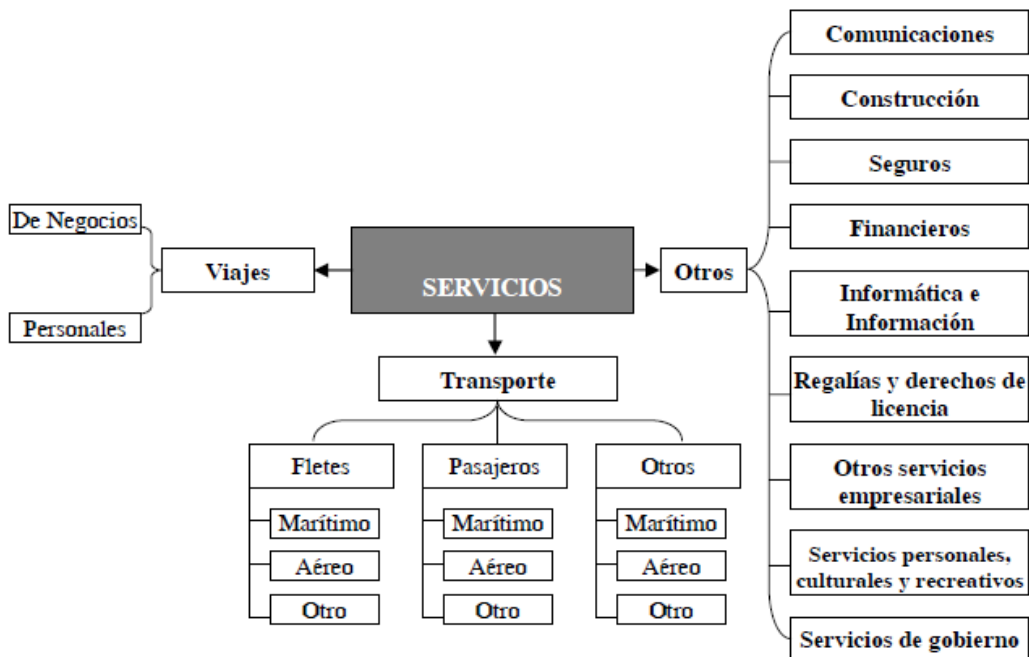 SERVICIOS
Viajes
De Negocios
Personales
Transporte
Fletes
Marítimo
Aéreo
Otro
Pasajeros
Marítimo
Aéreo
Otro
Otros
Marítimo
Aéreo
Otro
Otros
Comunicaciones
Construcción
Seguros
Financieros
Informática e
Información
Regalías y derechos de
licencia
Otros servicios
empresariales
Servicios personales,
culturales y recreativos
Servicios de gobierno